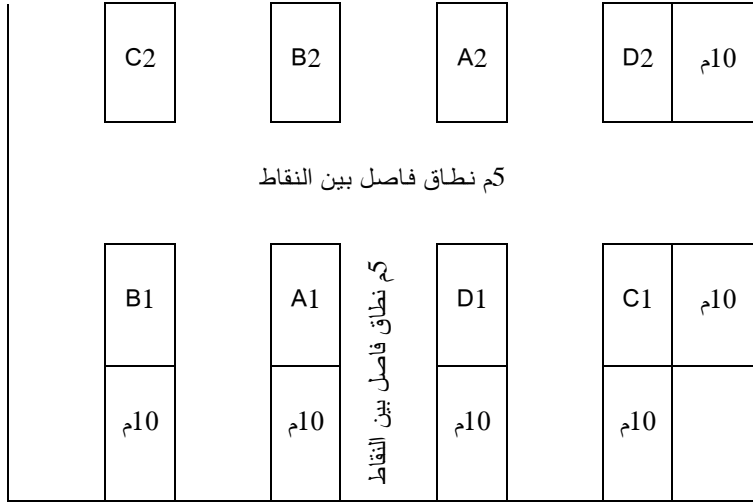 C2 B2 A2 D2 10م
5م نطاق فاصل بين النقاط
B1 A1 5م نطاق فاصل بين النقاط D1 C1 10م
10م 10م 10م 10م